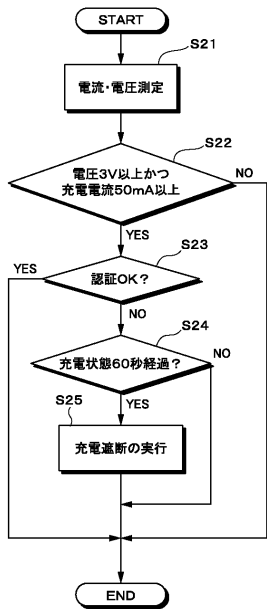 START
S21
電流・電圧測定
S22
電圧3V以上かつ
充電電流50mA以上
NO
YES
S23
YES
認証OK?
NO
S24
充電状態60秒経過?
NO
YES
S25
充電遮断の実行
END